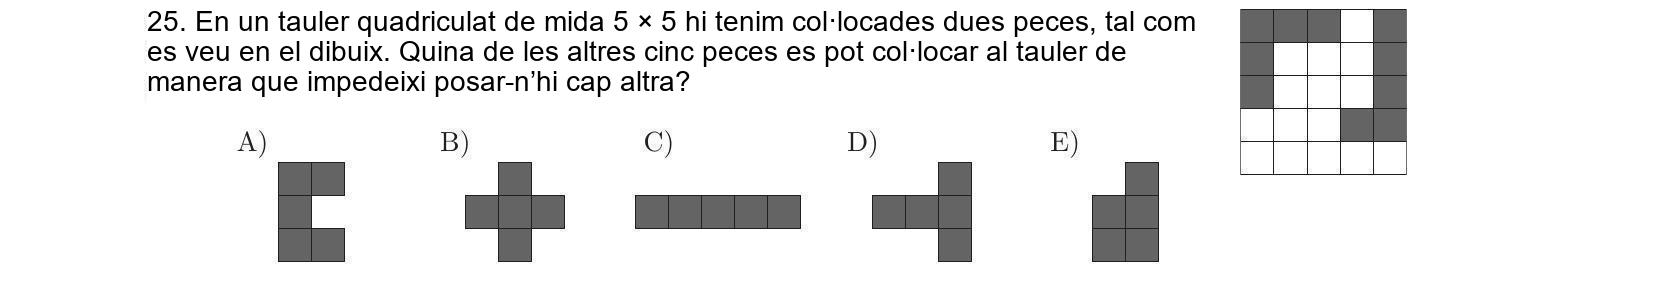 25. En un tauler quadriculat de mida 5 × 5 hi tenim col·locades dues peces, tal com
es veu en el dibuix. Quina de les altres cinc peces es pot col·locar al tauler de
manera que impedeixi posar-n’hi cap altra?
A) B) C) D) E)